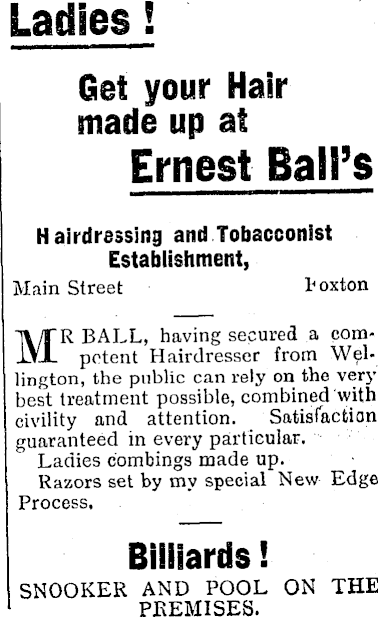 Ladies !
Get your Hair
made up at
Ernest Ball's
Hairdressing and Tobacconist
Establishment,
Main Street Foxton
MR BALL, having secured a com-
petent Hairdresser from Wel-
lington, the public can rely on the very
best treatment possible, combined with
civility and attention. Satisfaction
guaranteed in every particular.
Ladies combings made up.
Razors set by my special New Edge
Process.
Billiards !
SNOOKER AND POOL ON THE
PREMISES.